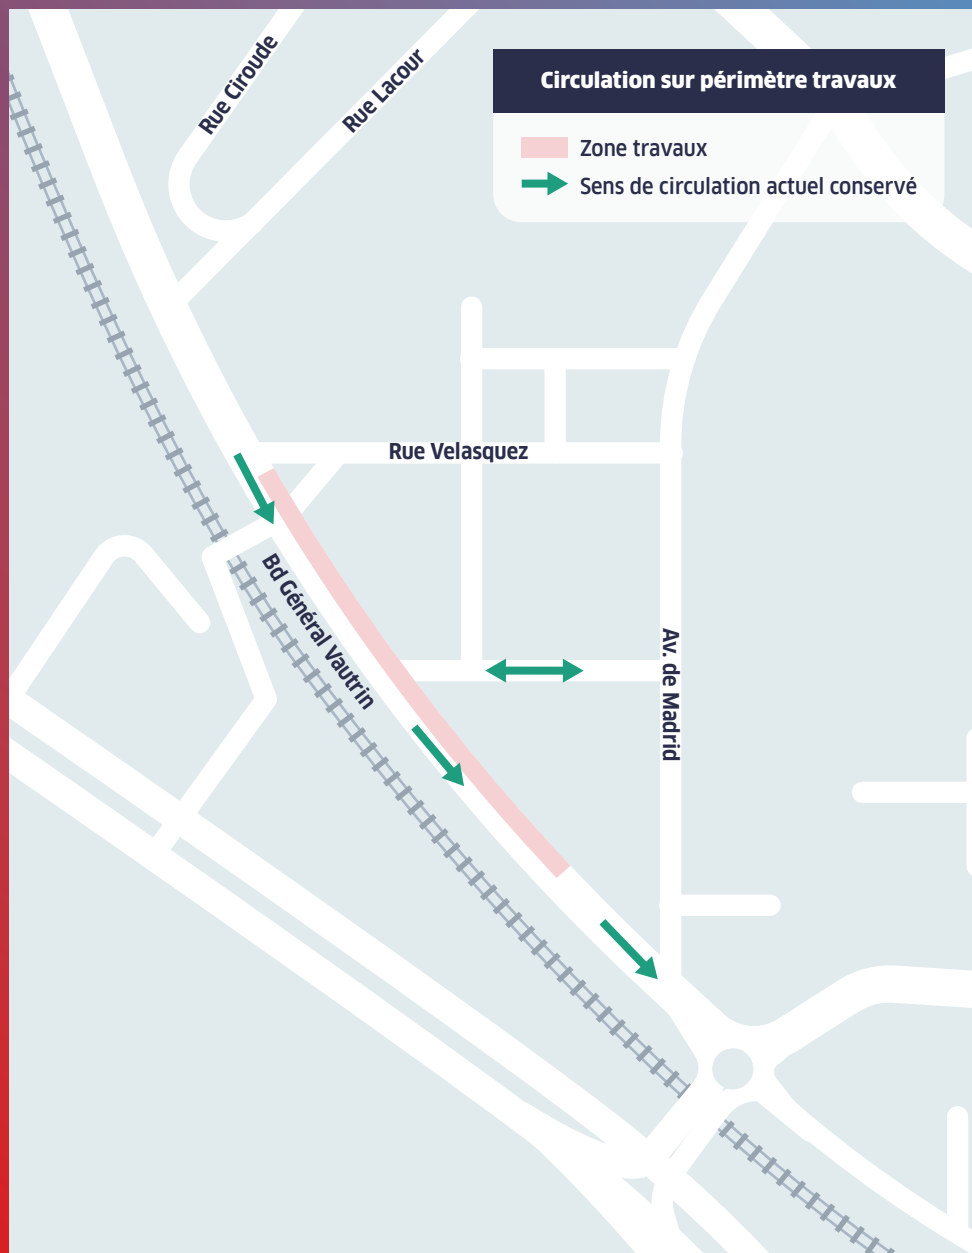 Rue Ciroude
Rue Lacour
Circulation sur périmètre travaux
Zone travaux
Sens de circulation actuel conservé
Rue Velasquez
Bd Général Vautrin
Av. de Madrid